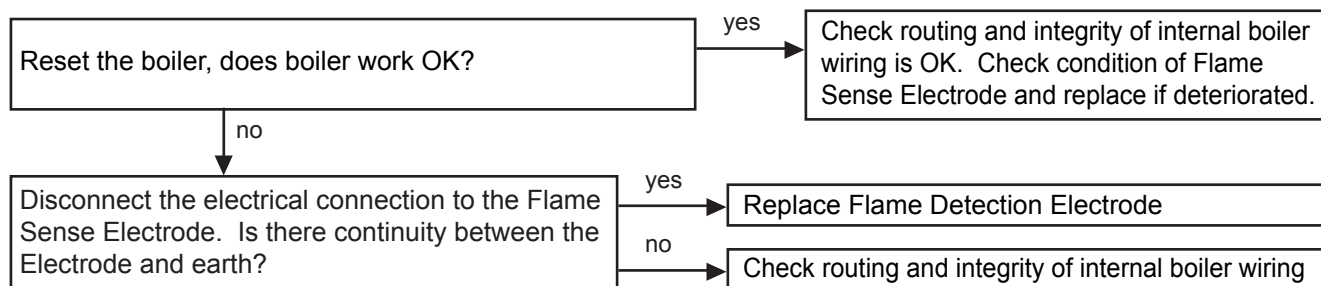 Reset the boiler, does boiler work OK?
yes
Check routing and integrity of internal boiler
wiring is OK.  Check condition of Flame
Sense Electrode and replace if deteriorated.
no
Disconnect the electrical connection to the Flame
Sense Electrode.  Is there continuity between the
Electrode and earth?
yes
Replace Flame Detection Electrode
no
Check routing and integrity of internal boiler wiring